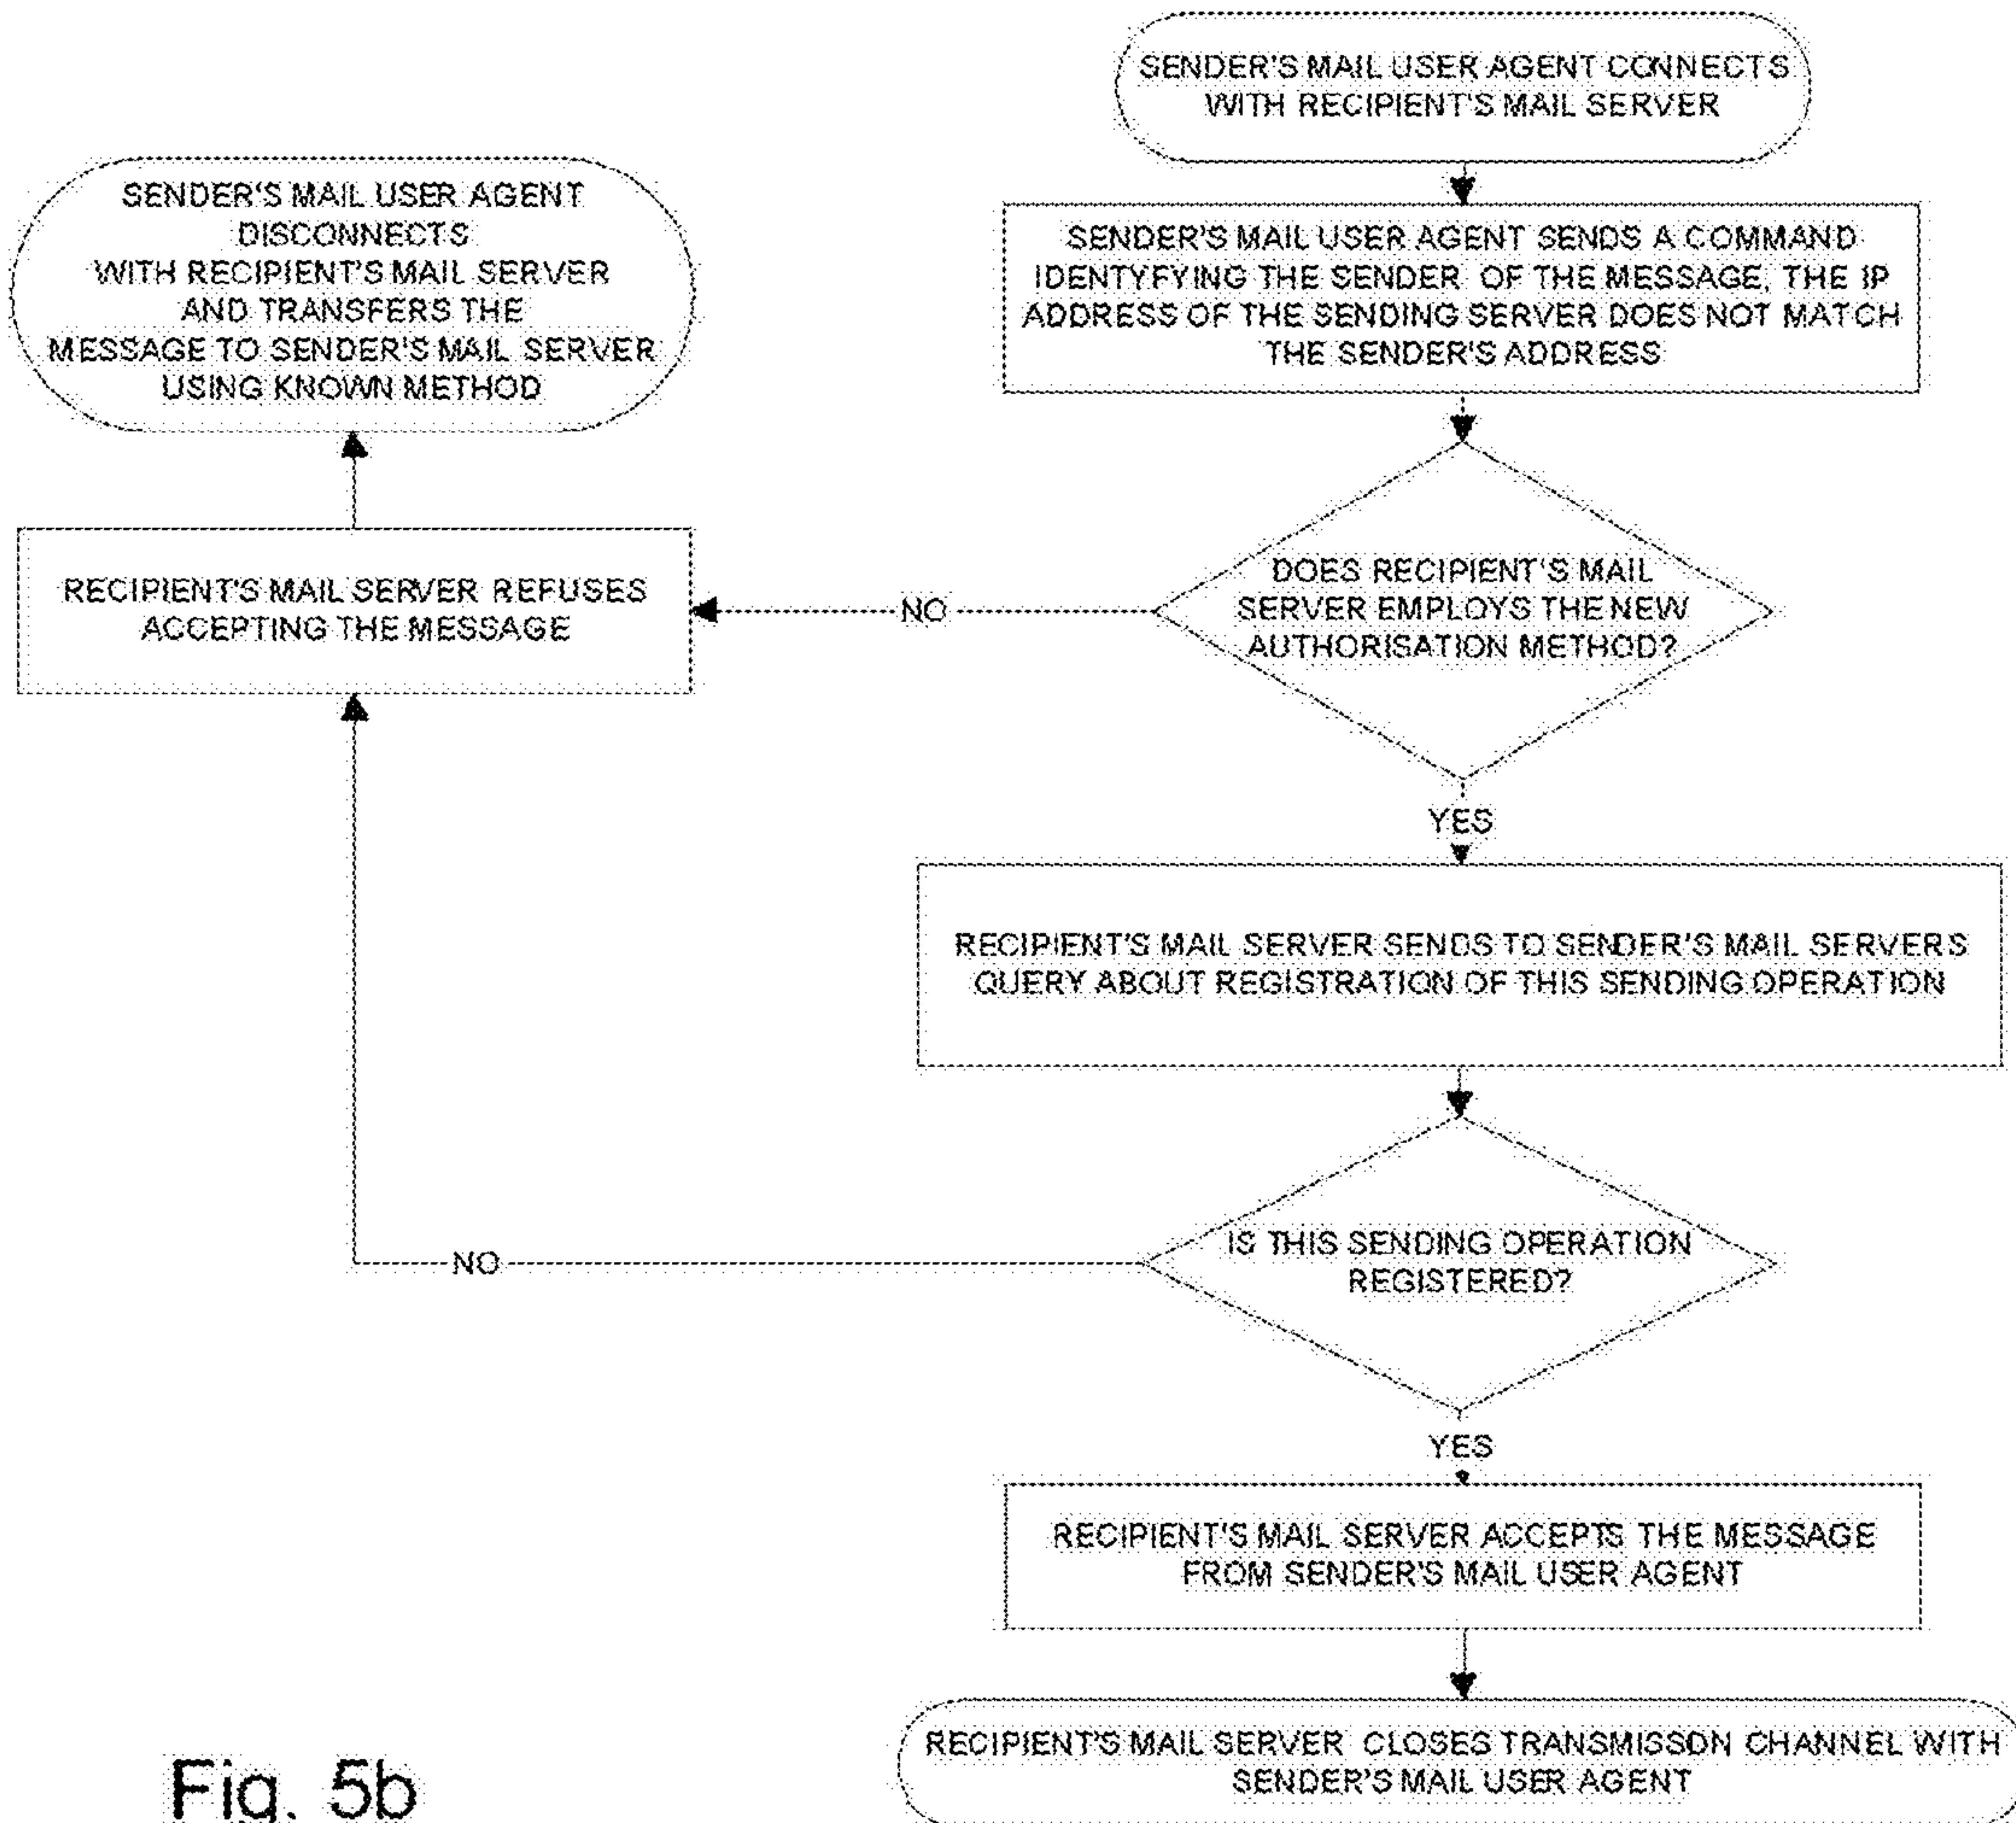 SENDER'S MAIL USER AGENT CONNECTS
WITH RECIPIENT'S MAIL SERVER
SENDER'S MAIL USER AGENT SENDS A COMMAND
IDENTYFYING THE SENDER OF THE MESSAGE, THE IP
ADDRESS OF THE SENDING SERVER DOES NOT MATCH
THE SENDER'S ADDRESS
SENDER'S MAIL USER AGENT
DISCONNECTS
WITH RECIPIENT'S MAIL SERVER
AND TRANSFERS THE
MESSAGE TO SENDER'S MAIL SERVER
USING KNOWN METHOD
DOES RECIPIENT'S MAIL
SERVER EMPLOYS THE NEW
AUTHORISATION METHOD?
NO
RECIPIENT'S MAIL SERVER REFUSES
ACCEPTING THE MESSAGE
YES
RECIPIENT'S MAIL SERVER SENDS TO SENDER'S MAIL SERVERS
QUERY ABOUT REGISTRATION OF THIS SENDING OPERATION
IS THIS SENDING OPERATION
REGISTERED?
NO
YES
RECIPIENT'S MAIL SERVER ACCEPTS THE MESSAGE
FROM SENDER'S MAIL USER AGENT
RECIPIENT'S MAIL SERVER CLOSES TRANSMISSON CHANNEL WITH
SENDER'S MAIL USER AGENT
Fig. 5b